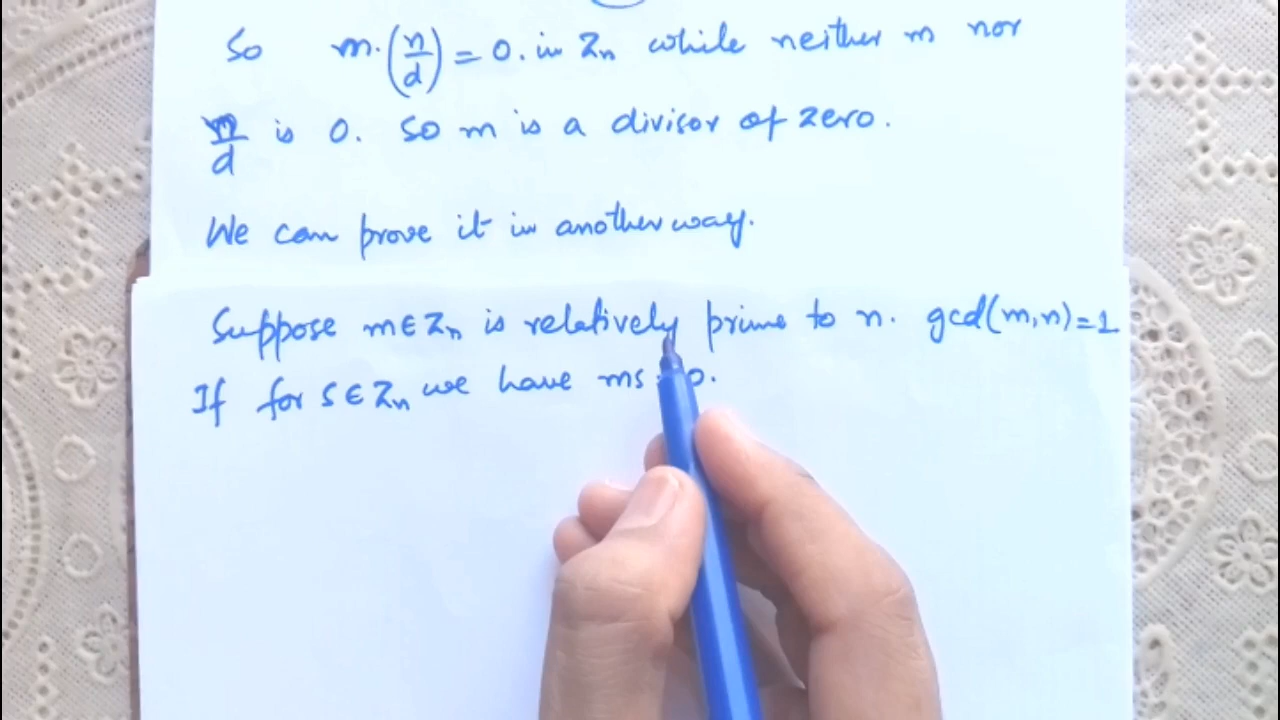 So m.(n/d) = 0. in Zn while neither m nor
n/d is 0. So m is a divisor of zero.
We can prove it in another way.
Suppose m∈Zn is relatively prime to n. gcd(m,n)=1
If for s∈Zn we have ms 0.